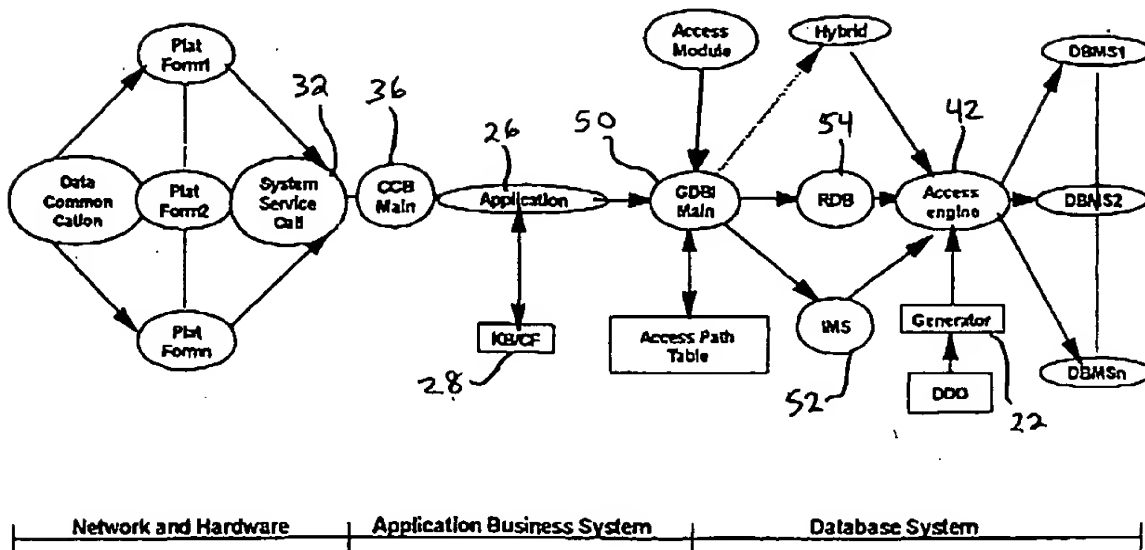 Plat
Form1
32
Data
Common
Cation
Plat
Form2
System
Service
Call
Plat
Formn
36
CCB
Main
26
Application
KB/CF
28
50
Access
Module
GDBI
Main
Access Path
Table
Hybrid
54
RDB
IMS
52
42
Access
engine
Generator
DDD
22
DBMS1
DBMS2
DBMSn
Network and Hardware
Application Business System
Database System